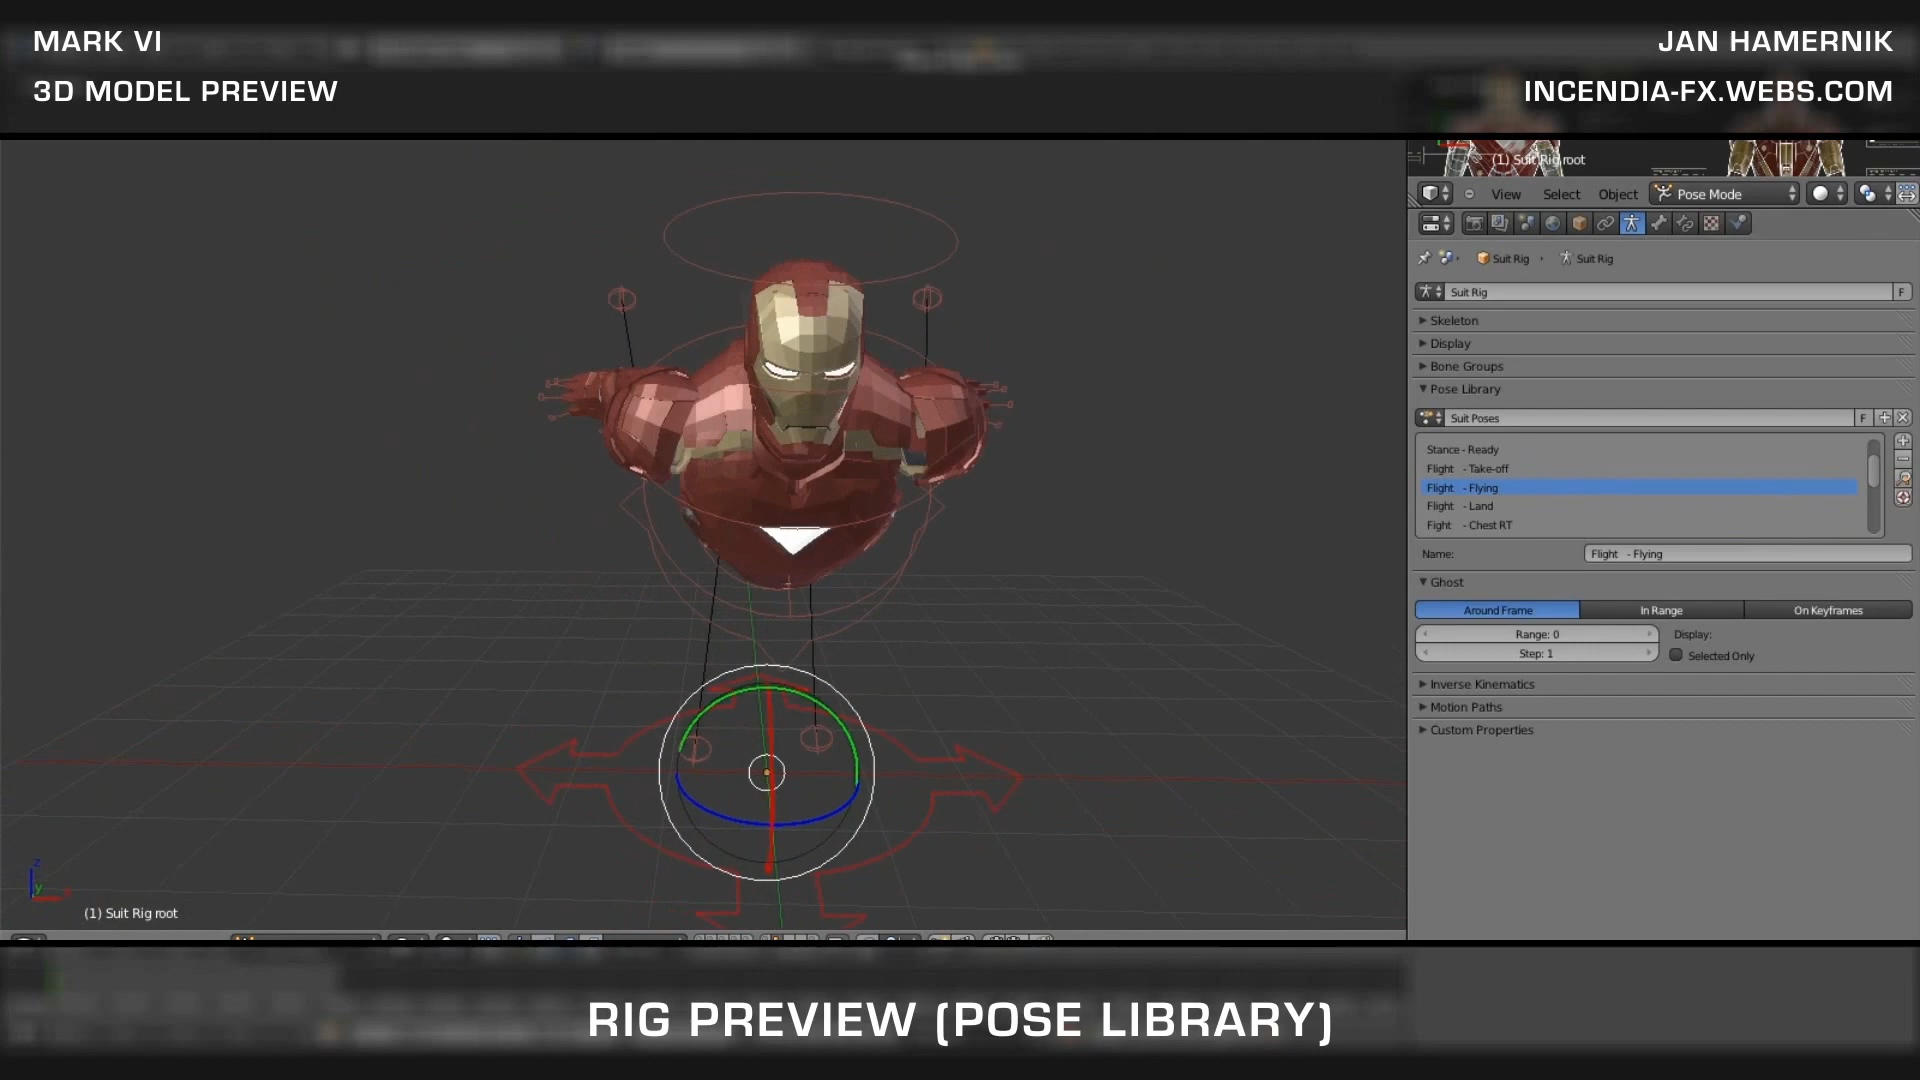 MARK VI
3D MODEL PREVIEW
JAN HAMERNIK
INCENDIA-FX.WEBS.COM
(1) Suit Rig root
View Select Object Pose Mode
Suit Rig Suit Rig
Suit Rig F
Skeleton
Display
Bone Groups
Pose Library
Suit Poses F
Stance - Ready
Flight - Take-off
Flight - Flying
Flight - Land
Fight - Chest RT
Name: Flight - Flying
Ghost
Around Frame In Range On Keyframes
Range: 0 Display:
Step: 1 Selected Only
Inverse Kinematics
Motion Paths
Custom Properties
z
y
(1) Suit Rig root
RIG PREVIEW (POSE LIBRARY)